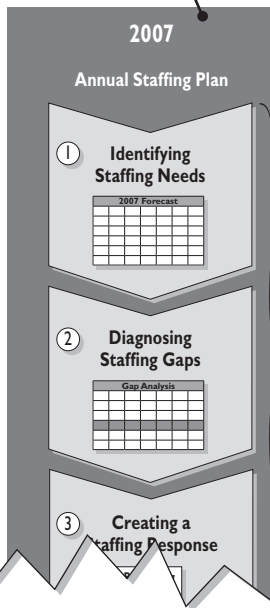 2007
Annual Staffing Plan
1
Identifying
Staffing Needs
2007 Forecast
2
Diagnosing
Staffing Gaps
Gap Analysis
3
Creating a
Staffing Response